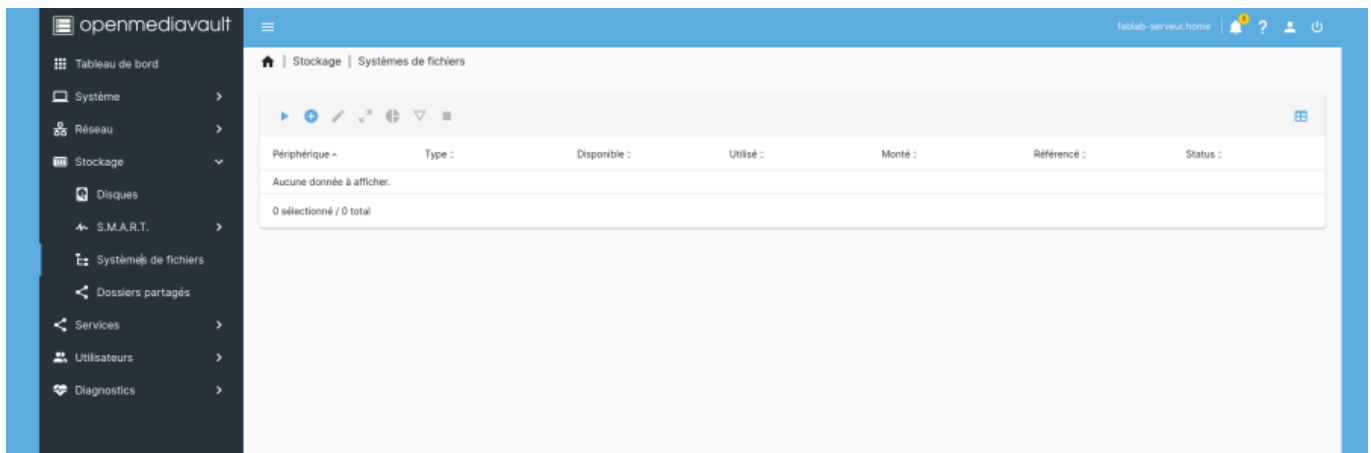 openmediavault
fablab-serveur.home
Tableau de bord
Stockage | Systèmes de fichiers
Système
Réseau
Stockage
Disques
S.M.A.R.T.
Systèmes de fichiers
Dossiers partagés
Services
Utilisateurs
Diagnostics
Périphérique Type Disponible Utilisé Monté Référencé Status
Aucune donnée à afficher.
0 sélectionné / 0 total